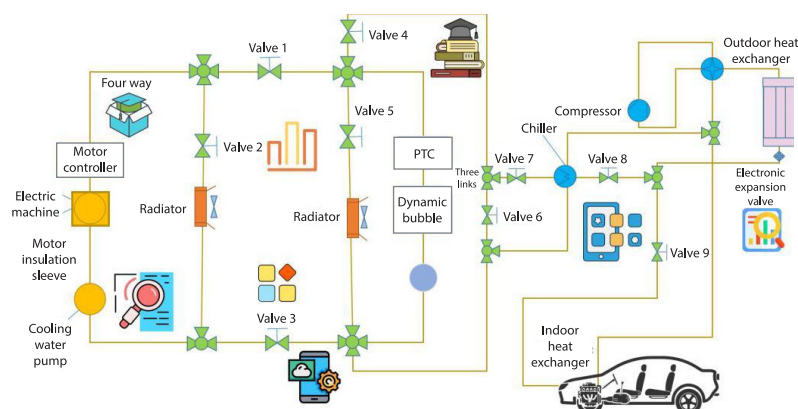 Valve 1
Valve 4
Outdoor heat
exchanger
Four way
Compressor
Valve 5
Chiller
Valve 2
Motor
controller
PTC
Three
links
Valve 7
Valve 8
Electronic
expansion
valve
Electric
machine
Radiator
Radiator
Dynamic
bubble
Valve 6
Motor
insulation
sleeve
Valve 9
Cooling
water
pump
Valve 3
Indoor
heat
exchanger